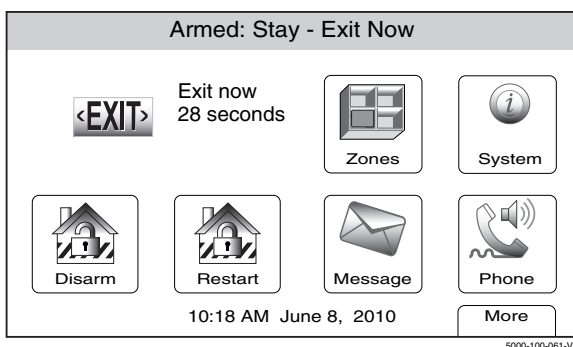 Armed: Stay - Exit Now
<EXIT>
Exit now
28 seconds
Zones
System
Disarm
Restart
Message
Phone
10:18 AM June 8, 2010
More
5000-100-061-V